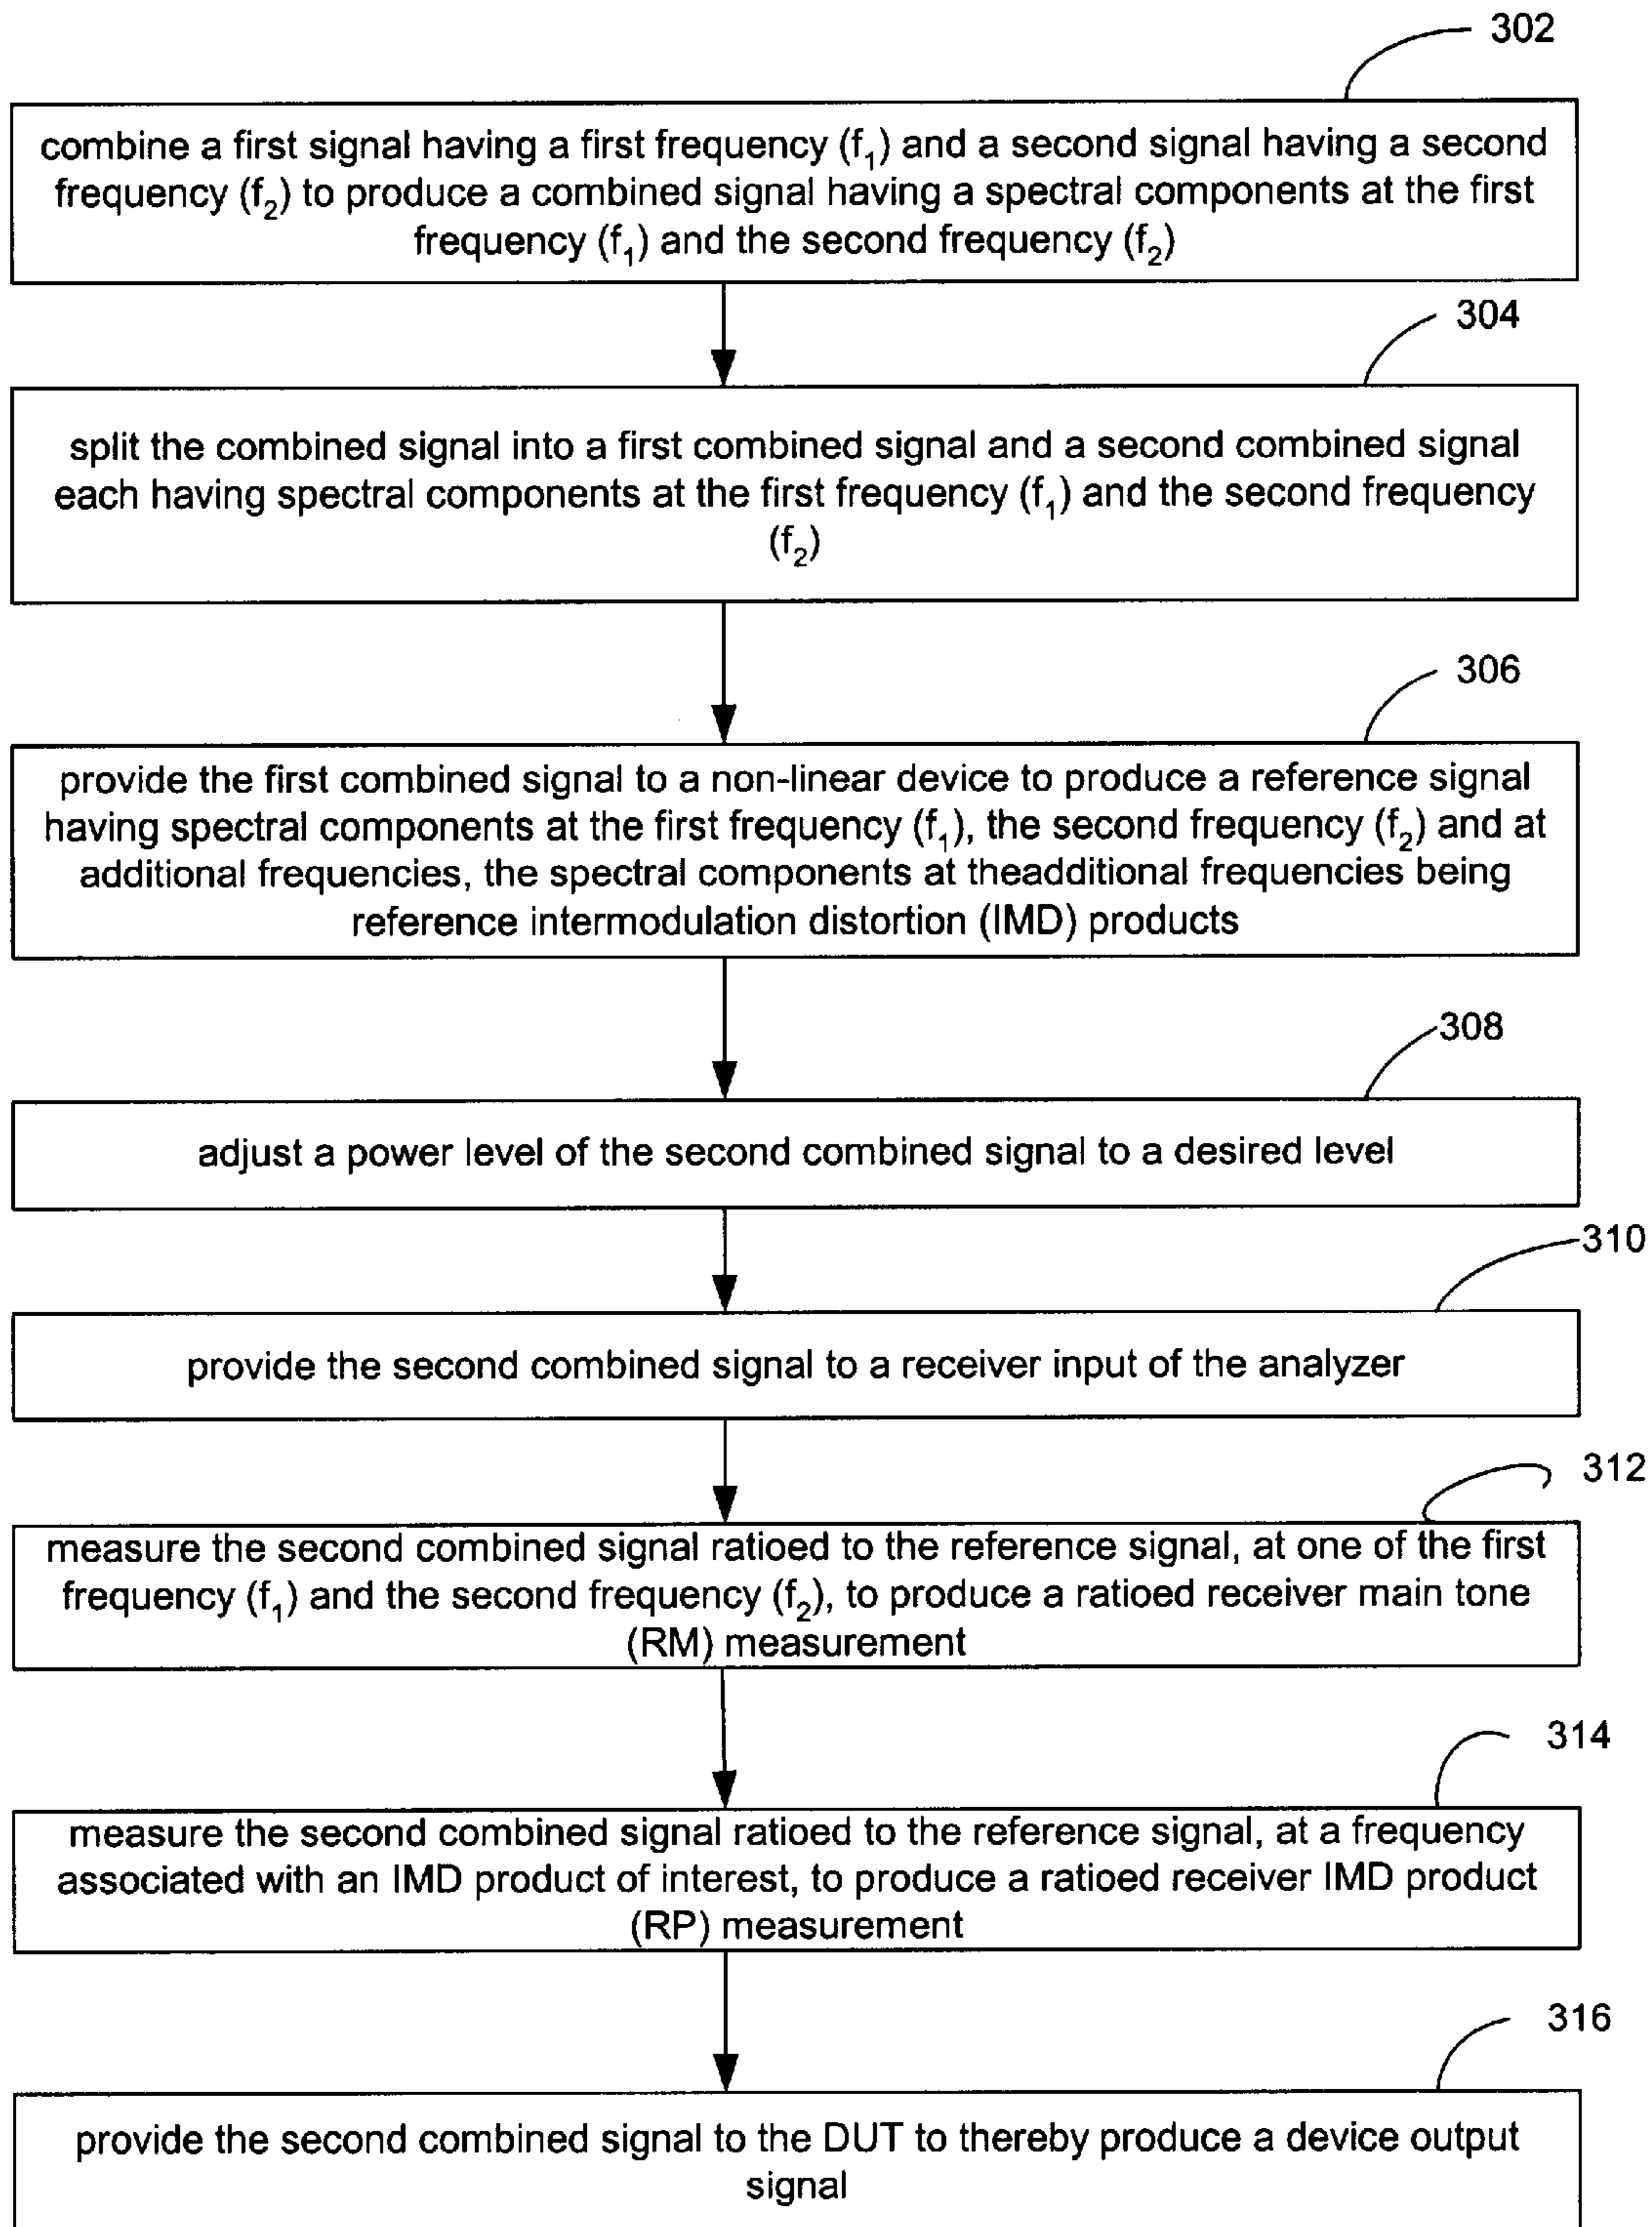 302
combine a first signal having a first frequency (f₁) and a second signal having a second
frequency (f₂) to produce a combined signal having a spectral components at the first
frequency (f₁) and the second frequency (f₂)
304
split the combined signal into a first combined signal and a second combined signal
each having spectral components at the first frequency (f₁) and the second frequency
(f₂)
306
provide the first combined signal to a non-linear device to produce a reference signal
having spectral components at the first frequency (f₁), the second frequency (f₂) and at
additional frequencies, the spectral components at theadditional frequencies being
reference intermodulation distortion (IMD) products
308
adjust a power level of the second combined signal to a desired level
310
provide the second combined signal to a receiver input of the analyzer
312
measure the second combined signal ratioed to the reference signal, at one of the first
frequency (f₁) and the second frequency (f₂), to produce a ratioed receiver main tone
(RM) measurement
314
measure the second combined signal ratioed to the reference signal, at a frequency
associated with an IMD product of interest, to produce a ratioed receiver IMD product
(RP) measurement
316
provide the second combined signal to the DUT to thereby produce a device output
signal